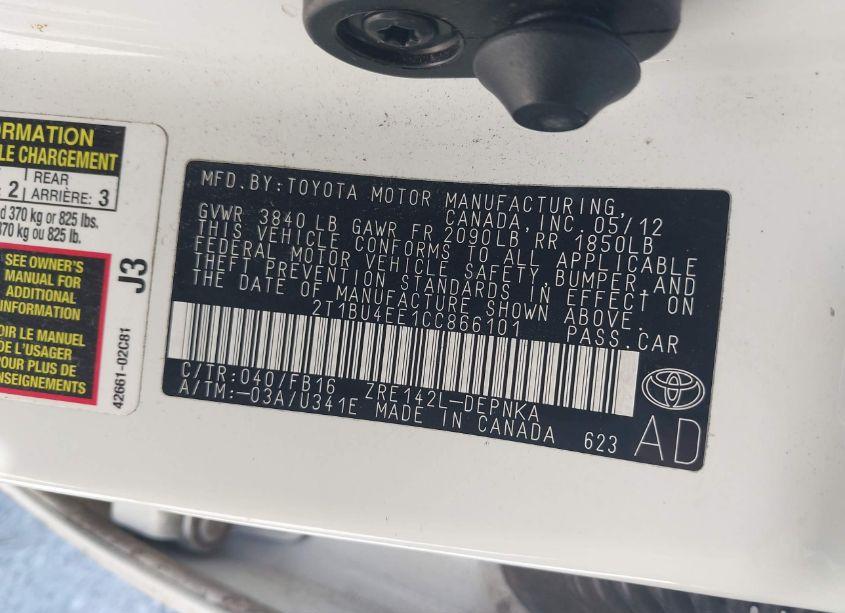 ORMATION
LE CHARGEMENT
2 REAR ARRIÈRE: 3
d 370 kg or 825 lbs.
370 kg ou 825 lb.
SEE OWNER'S
MANUAL FOR
ADDITIONAL
INFORMATION
OIR LE MANUEL
DE L'USAGER
POUR PLUS DE
ENSEIGNEMENTS
J3
42661-02C81
MFD.BY:TOYOTA MOTOR MANUFACTURING,
CANADA, INC. 05/12
GVWR 3840 LB GAWR FR 2090LB RR 1850LB
THIS VEHICLE CONFORMS TO ALL APPLICABLE
FEDERAL MOTOR VEHICLE SAFETY, BUMPER, AND
THEFT PREVENTION STANDARDS IN EFFECT ON
THE DATE OF MANUFACTURE SHOWN ABOVE.
2T1BU4EE1CC866101 PASS.CAR
C/TR:040/FB16 ZRE142L-DEPNKA
A/TM:-03A/U341E MADE IN CANADA 623
AD